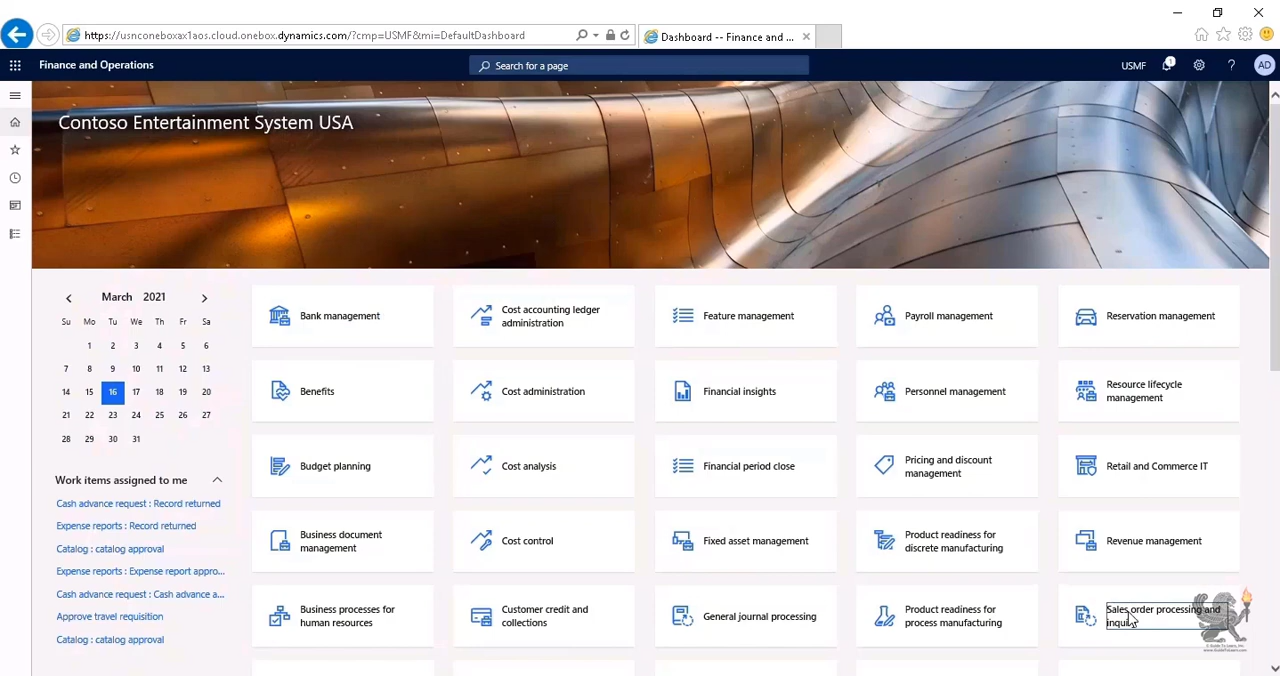 https://usnconeboxax1aos.cloud.onebox.dynamics.com/?cmp=USMF&mi=DefaultDashboard
Dashboard -- Finance and ...
Finance and Operations
Search for a page
USMF
1
?
AD
Contoso Entertainment System USA
March 2021
Su Mo Tu We Th Fr Sa
1 2 3 4 5 6
7 8 9 10 11 12 13
14 15 16 17 18 19 20
21 22 23 24 25 26 27
28 29 30 31
Work items assigned to me
Cash advance request : Record returned
Expense reports : Record returned
Catalog : catalog approval
Expense reports : Expense report appro...
Cash advance request : Cash advance a...
Approve travel requisition
Catalog : catalog approval
Bank management
Cost accounting ledger
administration
Feature management
Payroll management
Reservation management
Benefits
Cost administration
Financial insights
Personnel management
Resource lifecycle
management
Budget planning
Cost analysis
Financial period close
Pricing and discount
management
Retail and Commerce IT
Business document
management
Cost control
Fixed asset management
Product readiness for
discrete manufacturing
Revenue management
Business processes for
human resources
Customer credit and
collections
General journal processing
Product readiness for
process manufacturing
Sales order processing and